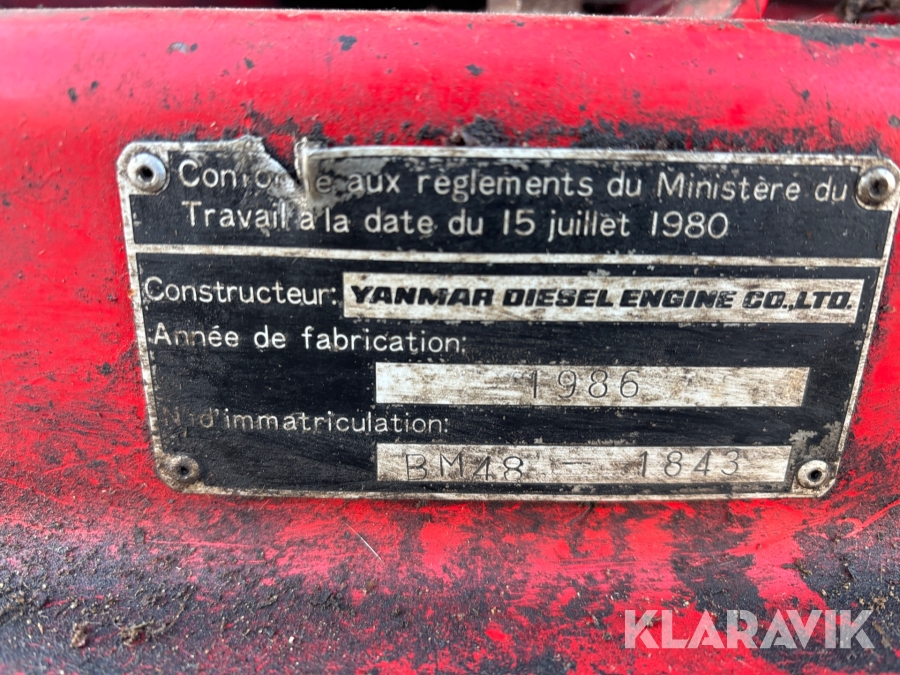 Conforme aux règlements du Ministère du
Travail à la date du 15 juillet 1980
Constructeur: YANMAR DIESEL ENGINE CO.,LTD.
Année de fabrication:
1986
N°d'immatriculation:
BM48 - 1843
KLARAVIK